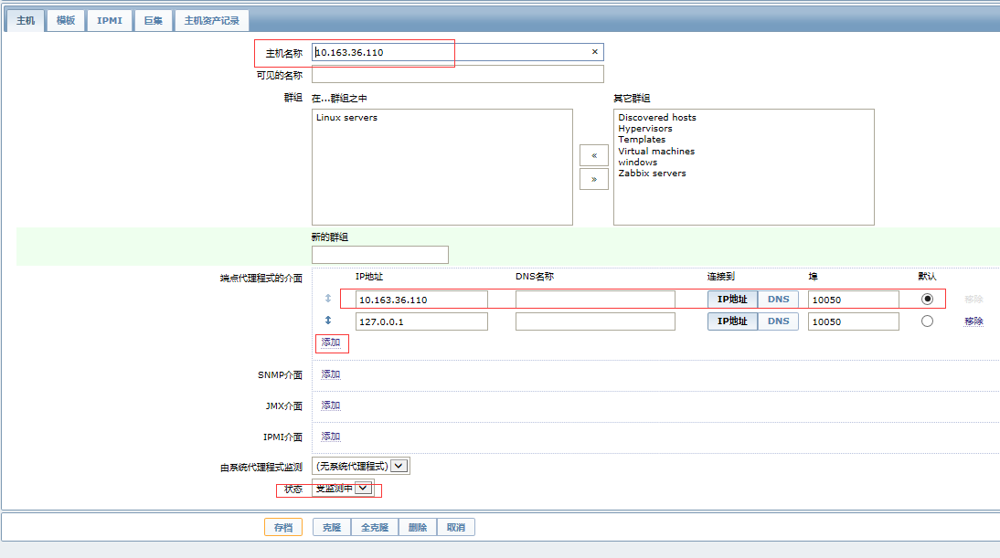 主机 模板 IPMI 巨集 主机资产记录
主机名称 10.163.36.110 ×
可见的名称
群组 在...群组之中 其它群组
Linux servers
Discovered hosts
Hypervisors
Templates
Virtual machines
windows
Zabbix servers
«
»
新的群组
端点代理程式的介面 IP地址 DNS名称 连接到 埠 默认
10.163.36.110 IP地址 DNS 10050 移除
127.0.0.1 IP地址 DNS 10050 移除
添加
SNMP介面 添加
JMX介面 添加
IPMI介面 添加
由系统代理程式监测 (无系统代理程式)
状态 受监测中
存档 克隆 全克隆 删除 取消